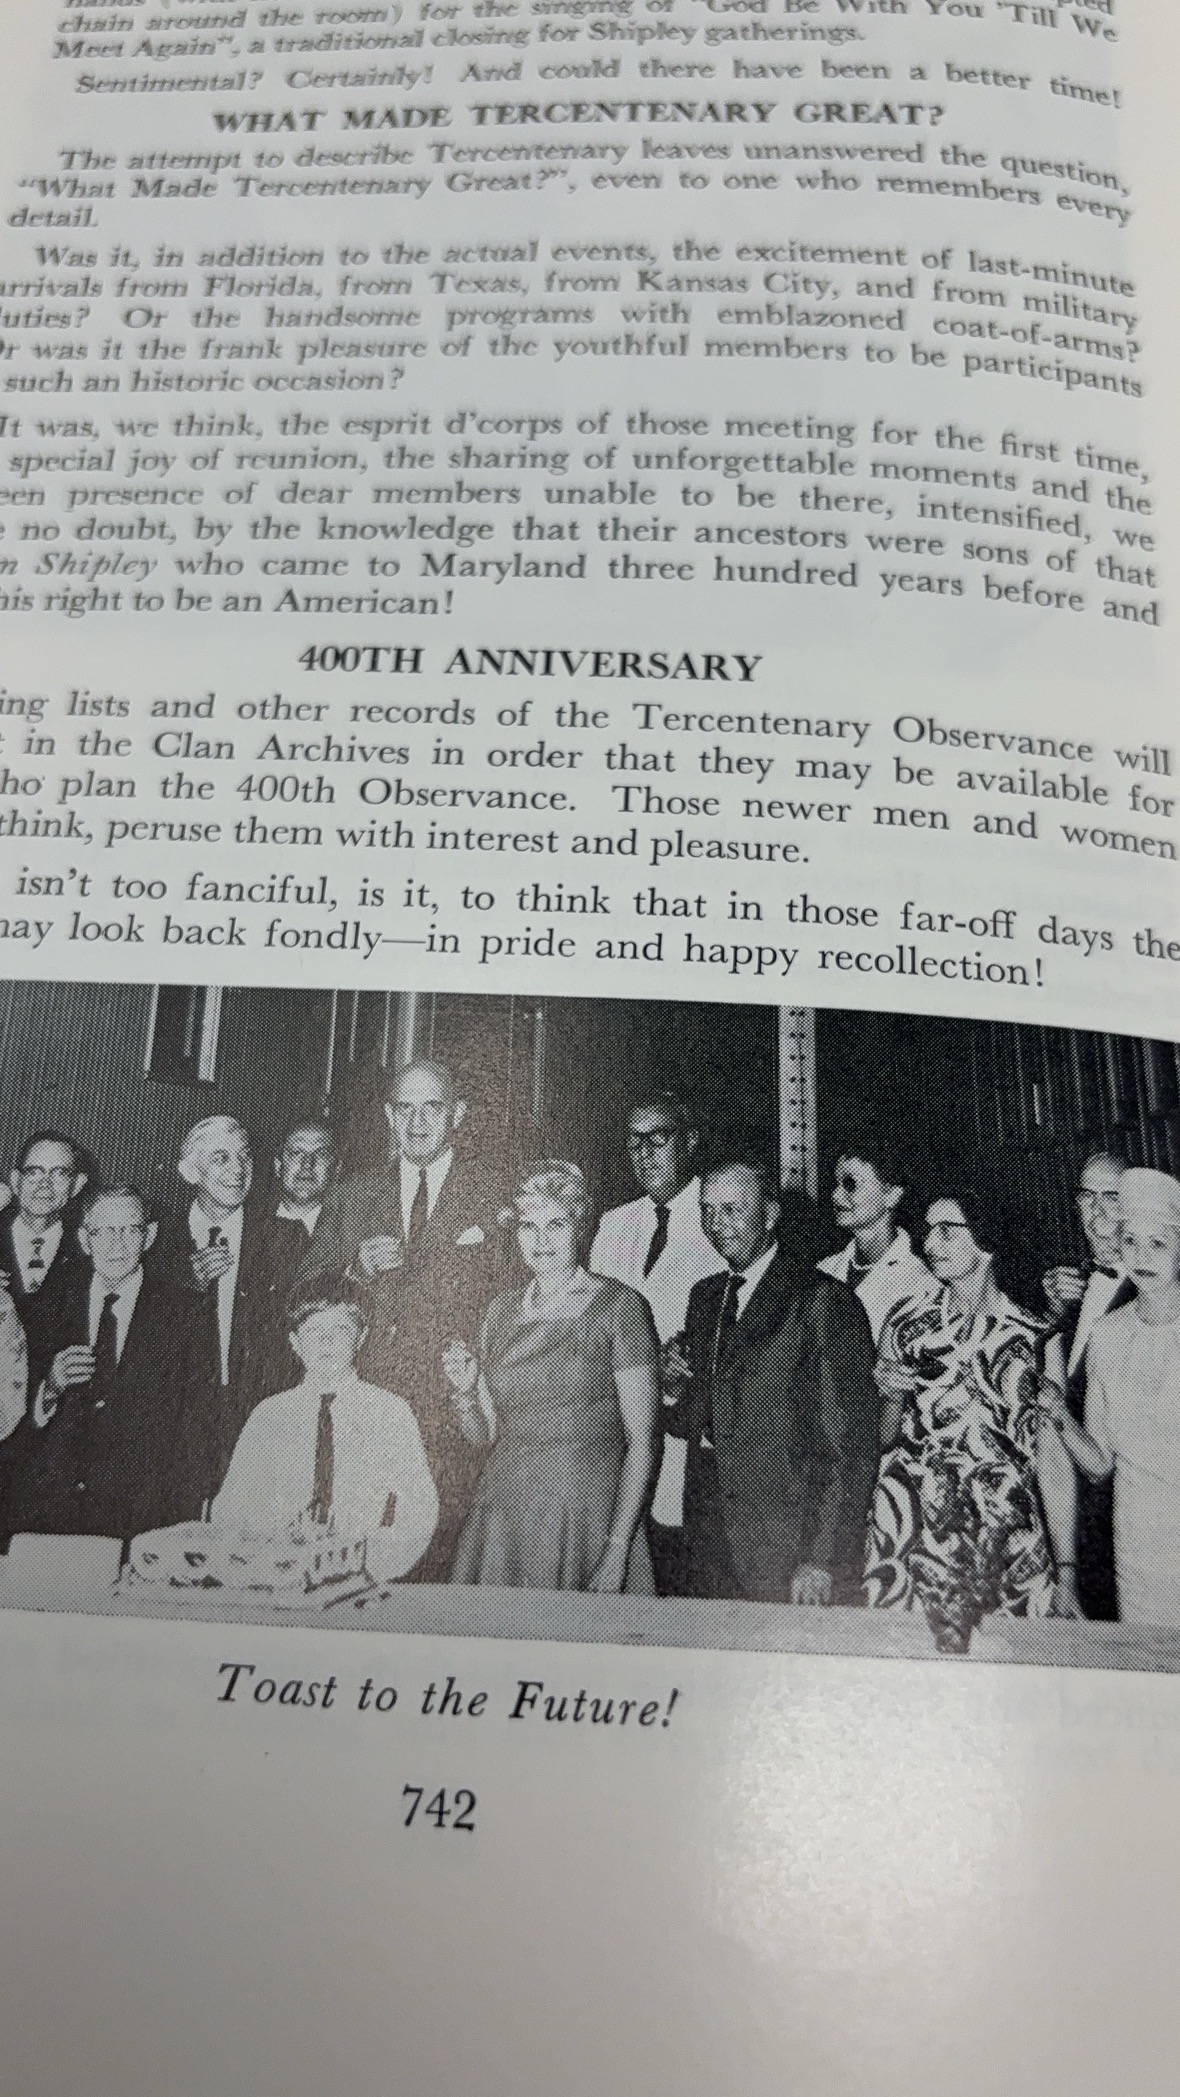 chain around the room) for the singing of "God Be With You 'Till We
Meet Again", a traditional closing for Shipley gatherings.
Sentimental? Certainly! And could there have been a better time!
WHAT MADE TERCENTENARY GREAT?
The attempt to describe Tercentenary leaves unanswered the question,
"What Made Tercentenary Great?", even to one who remembers every
detail.
Was it, in addition to the actual events, the excitement of last-minute
arrivals from Florida, from Texas, from Kansas City, and from military
uties? Or the handsome programs with emblazoned coat-of-arms?
Or was it the frank pleasure of the youthful members to be participants
such an historic occasion?
It was, we think, the esprit d'corps of those meeting for the first time,
special joy of reunion, the sharing of unforgettable moments and the
een presence of dear members unable to be there, intensified, we
no doubt, by the knowledge that their ancestors were sons of that
m Shipley who came to Maryland three hundred years before and
his right to be an American!
400TH ANNIVERSARY
ing lists and other records of the Tercentenary Observance will
t in the Clan Archives in order that they may be available for
ho plan the 400th Observance. Those newer men and women
think, peruse them with interest and pleasure.
isn't too fanciful, is it, to think that in those far-off days the
may look back fondly—in pride and happy recollection!
Toast to the Future!
742